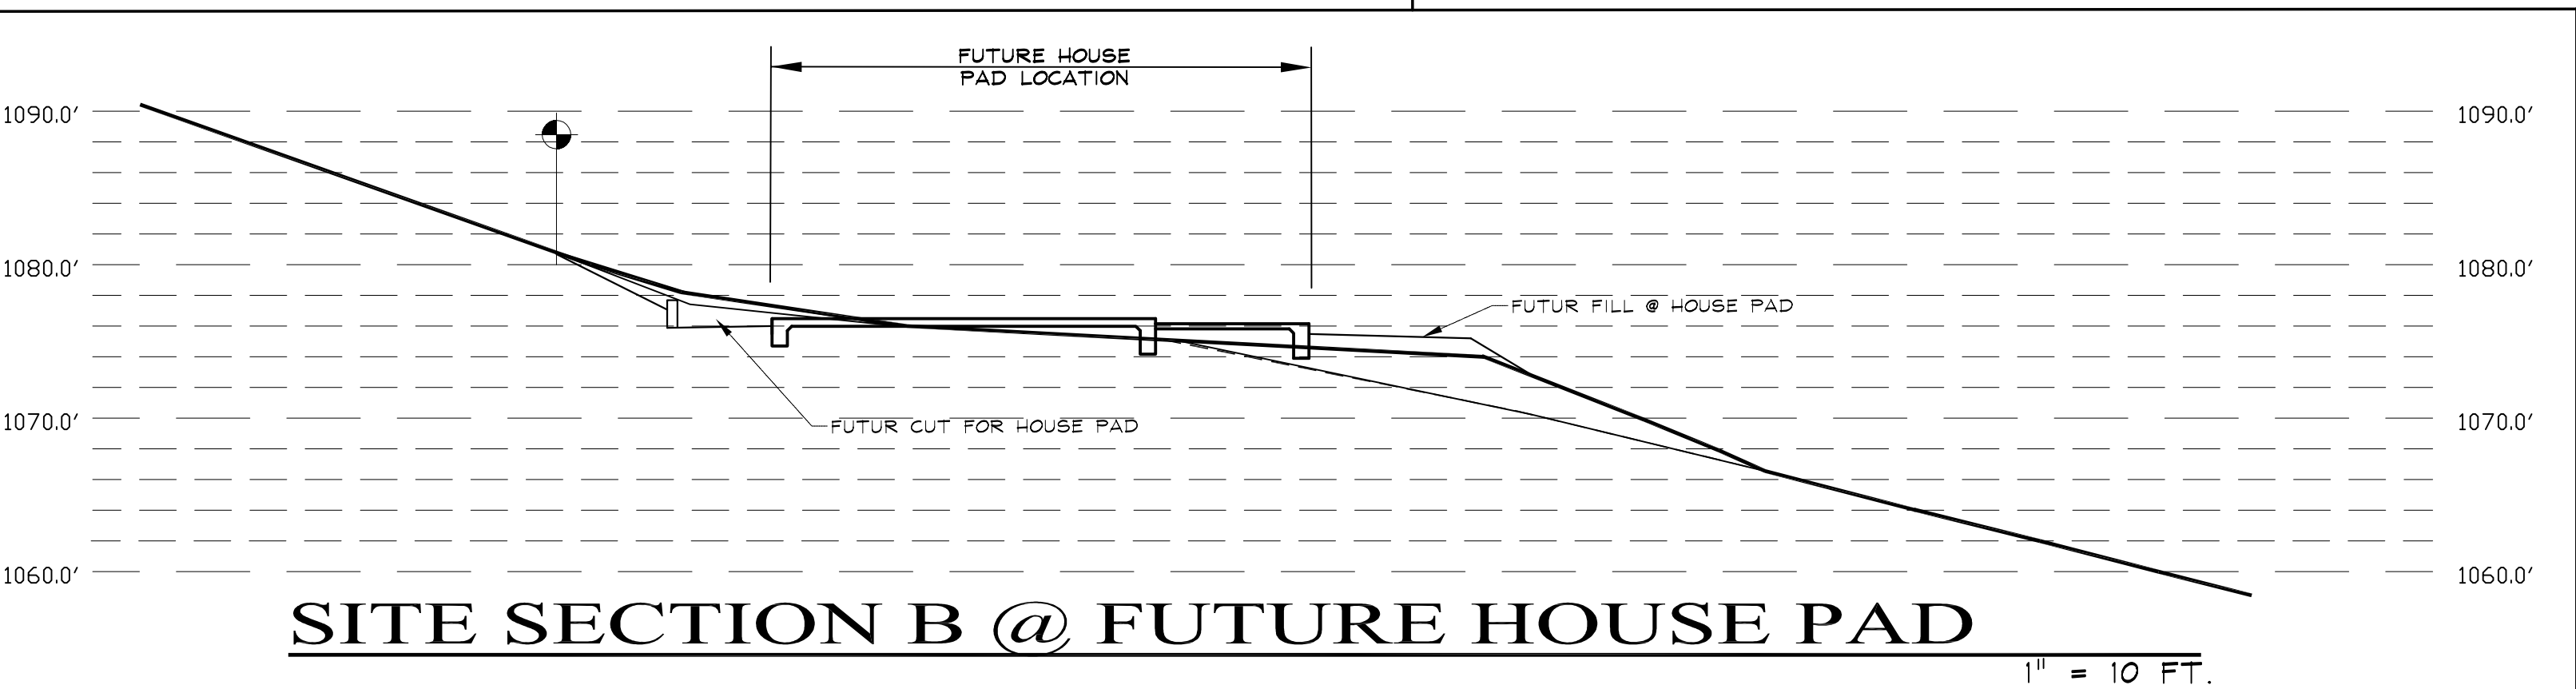 FUTURE HOUSE
PAD LOCATION
1090.0'
1090.0'
1080.0'
1080.0'
FUTUR FILL @ HOUSE PAD
1070.0'
FUTUR CUT FOR HOUSE PAD
1070.0'
1060.0'
1060.0'
SITE SECTION B @ FUTURE HOUSE PAD
1" = 10 FT.